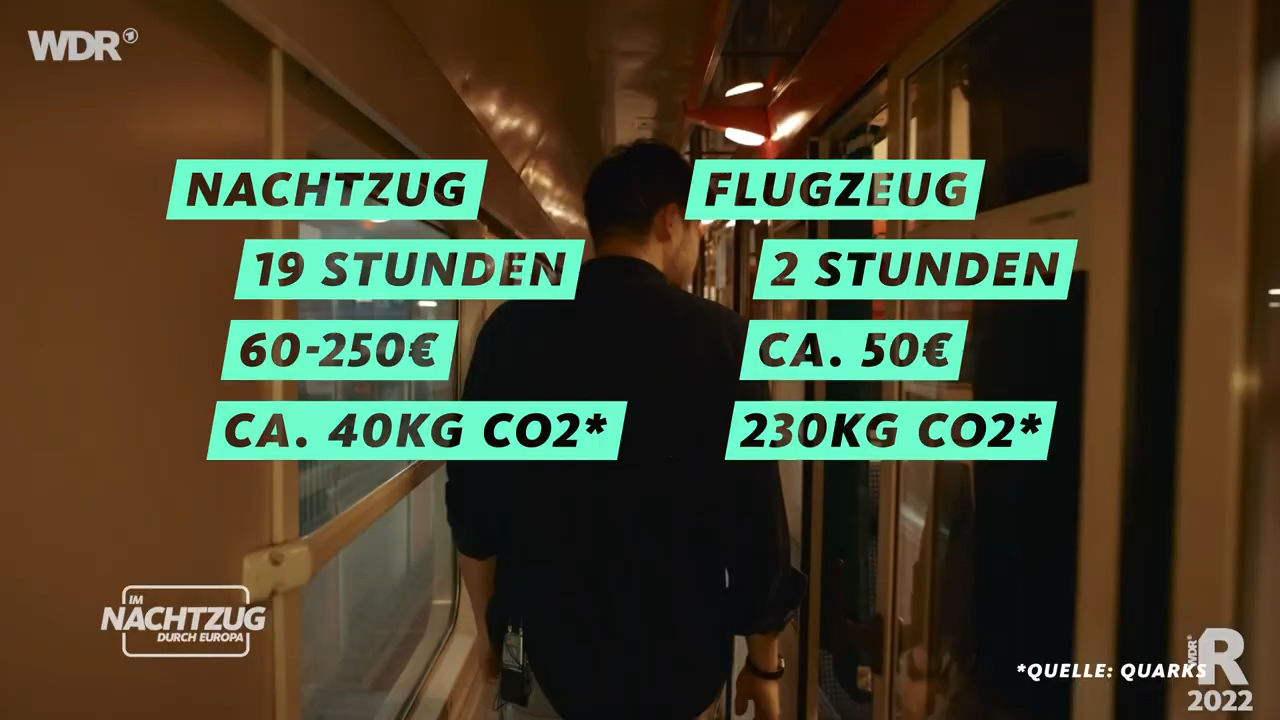 WDR
NACHTZUG
19 STUNDEN
60-250€
CA. 40KG CO2*
FLUGZEUG
2 STUNDEN
CA. 50€
230KG CO2*
IM
NACHTZUG
DURCH EUROPA
*QUELLE: QUARKS
WDR
R
2022